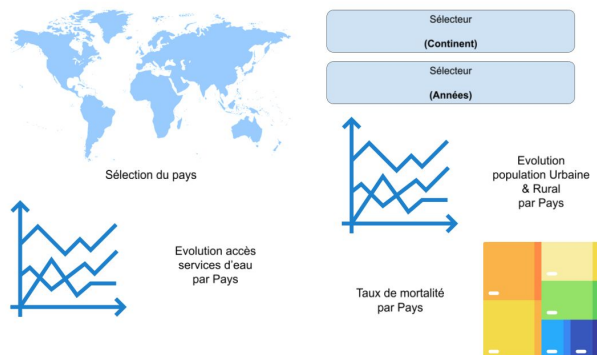 Sélecteur
(Continent)
Sélecteur
(Années)
Sélection du pays
Evolution
population Urbaine
& Rural
par Pays
Evolution accès
services d'eau
par Pays
Taux de mortalité
par Pays